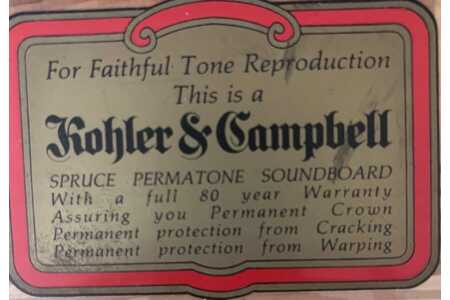 For Faithful Tone Reproduction
This is a
Kohler & Campbell
SPRUCE PERMATONE SOUNDBOARD
With a full 80 year Warranty
Assuring you Permanent Crown
Permanent protection from Cracking
Permanent protection from Warping